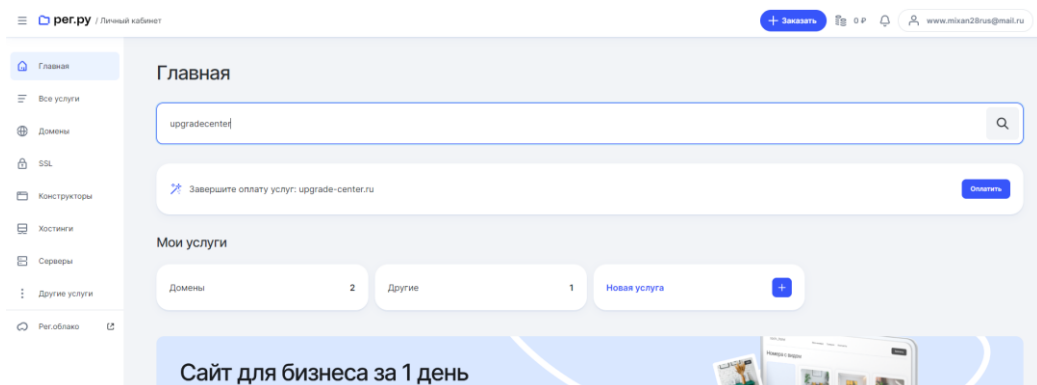 рег.ру / Личный кабинет
+ Заказать
0 ₽
www.mixan28rus@mail.ru
Главная
Все услуги
Домены
SSL
Конструкторы
Хостинги
Серверы
Другие услуги
Рег.облако
Главная
upgradecenter
Завершите оплату услуг: upgrade-center.ru
Оплатить
Мои услуги
Домены 2
Другие 1
Новая услуга +
Сайт для бизнеса за 1 день
Номера с видом